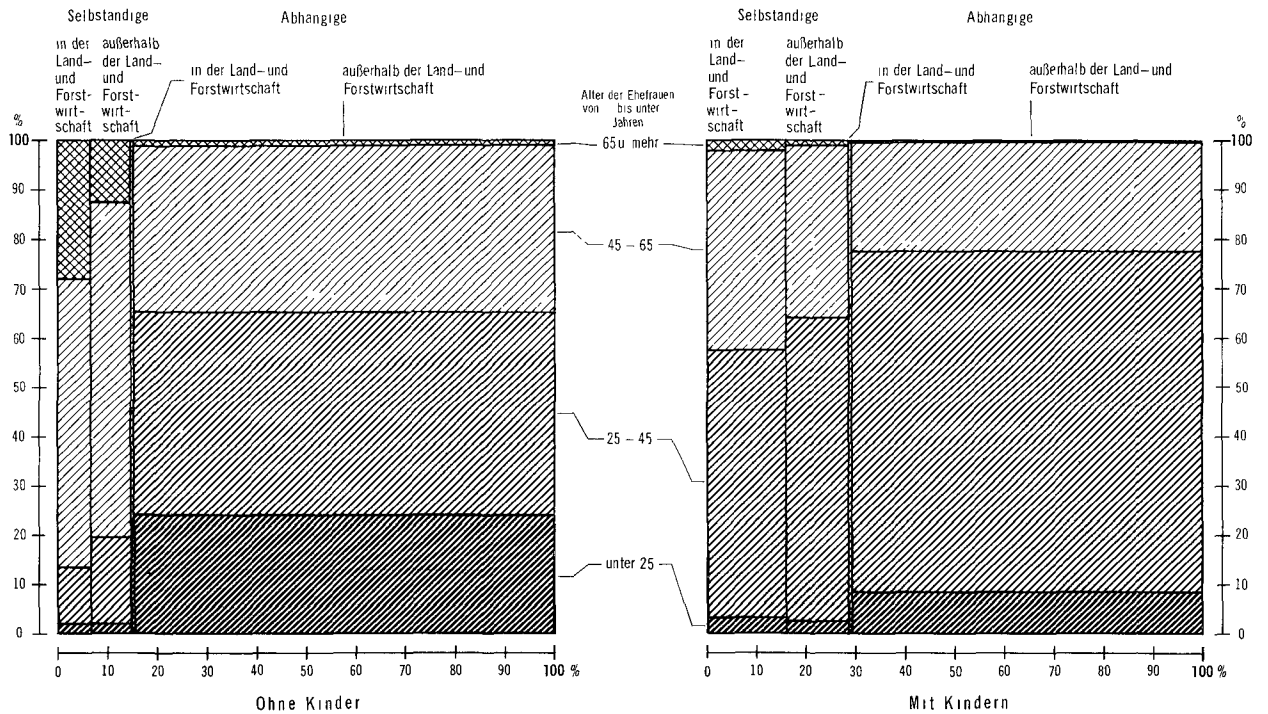 Selbständige
Abhängige
in der
Land—
und
Forst-
wirt-
schaft
außerhalb
der Land—
und
Forst-
wirt-
schaft
in der Land—und
Forstwirtschaft
außerhalb der Land—und
Forstwirtschaft
%
100
90
80
70
60
50
40
30
20
10
0
0
10
20
30
40
50
60
70
80
90
100 %
Ohne Kinder
Alter der Ehefrauen
von bis unter
Jahren
65 u mehr
45 – 65
25 – 45
unter 25
Selbständige
Abhängige
in der
Land—
und
Forst-
wirt-
schaft
außerhalb
der Land—
und
Forst-
wirt-
schaft
in der Land—und
Forstwirtschaft
außerhalb der Land—und
Forstwirtschaft
%
100
90
80
70
60
50
40
30
20
10
0
0
10
20
30
40
50
60
70
80
90
100 %
Mit Kindern